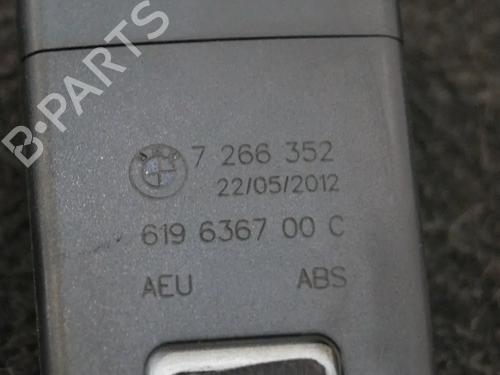 B-PARTS
7 266 352
22/05/2012
619 6367 00 C
AEU ABS